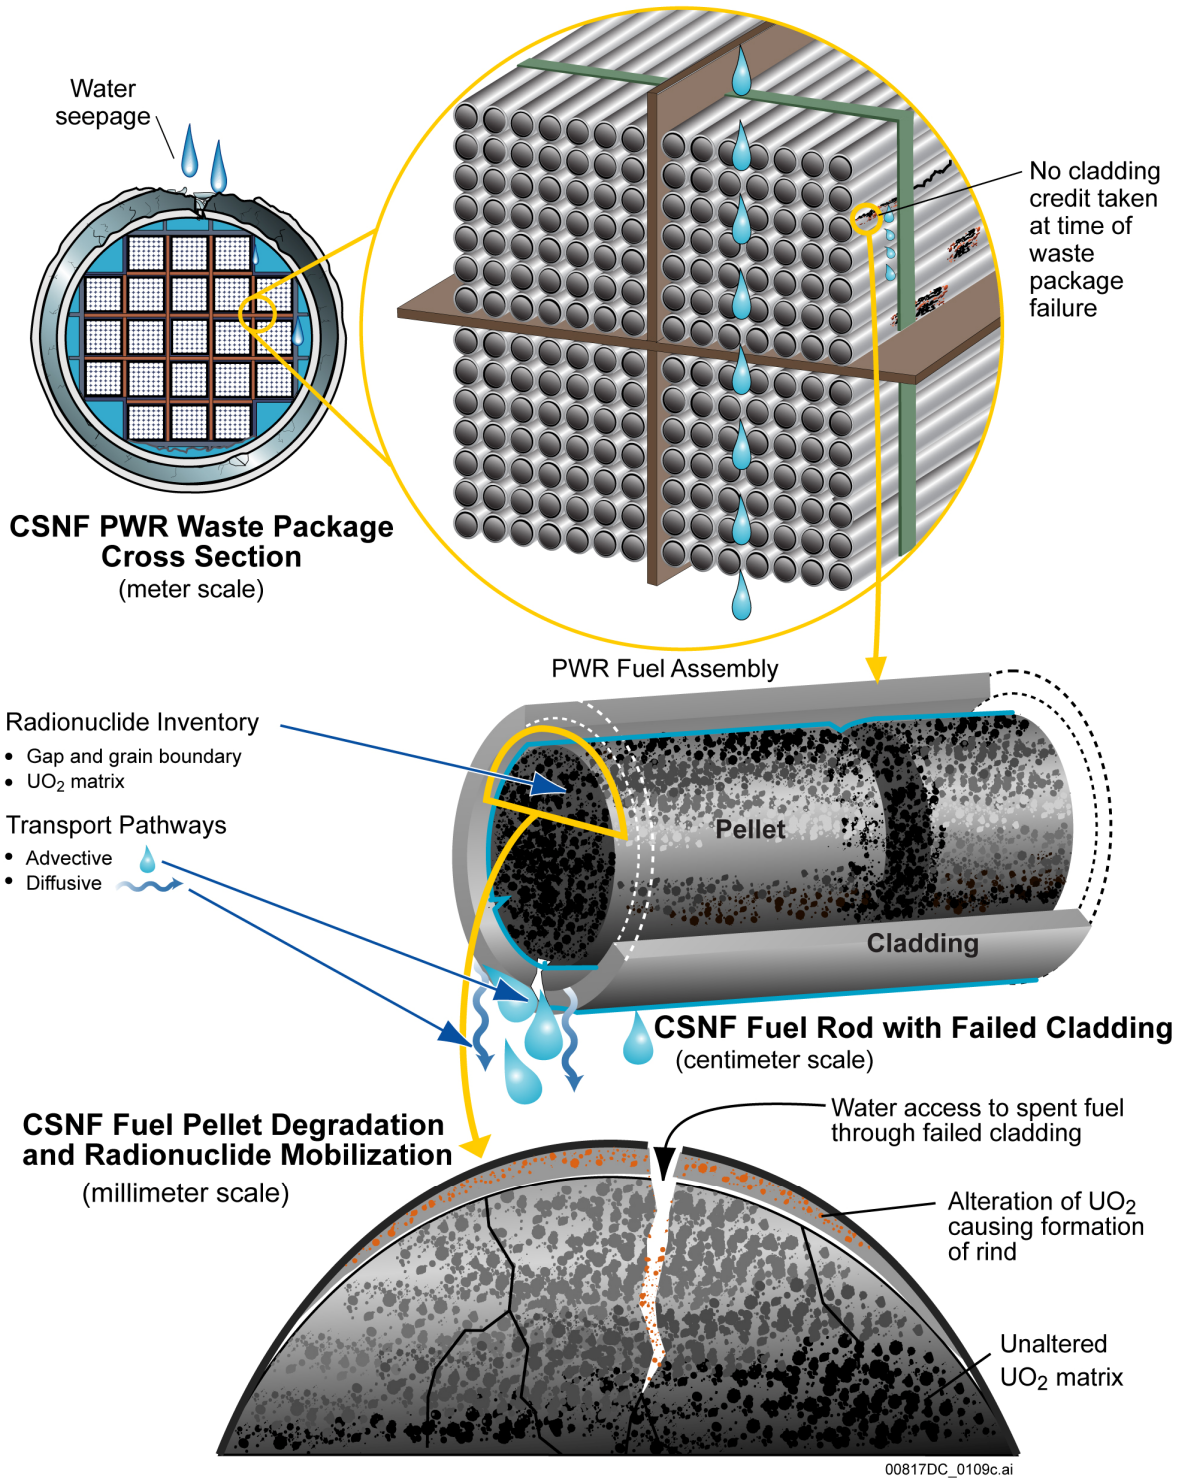 Water
seepage
No cladding
credit taken
at time of
waste
package
failure
CSNF PWR Waste Package
Cross Section
(meter scale)
PWR Fuel Assembly
Radionuclide Inventory
• Gap and grain boundary
• UO2 matrix
Transport Pathways
• Advective
• Diffusive
Pellet
Cladding
CSNF Fuel Rod with Failed Cladding
(centimeter scale)
CSNF Fuel Pellet Degradation
and Radionuclide Mobilization
(millimeter scale)
Water access to spent fuel
through failed cladding
Alteration of UO2
causing formation
of rind
Unaltered
UO2 matrix
00817DC_0109c.ai